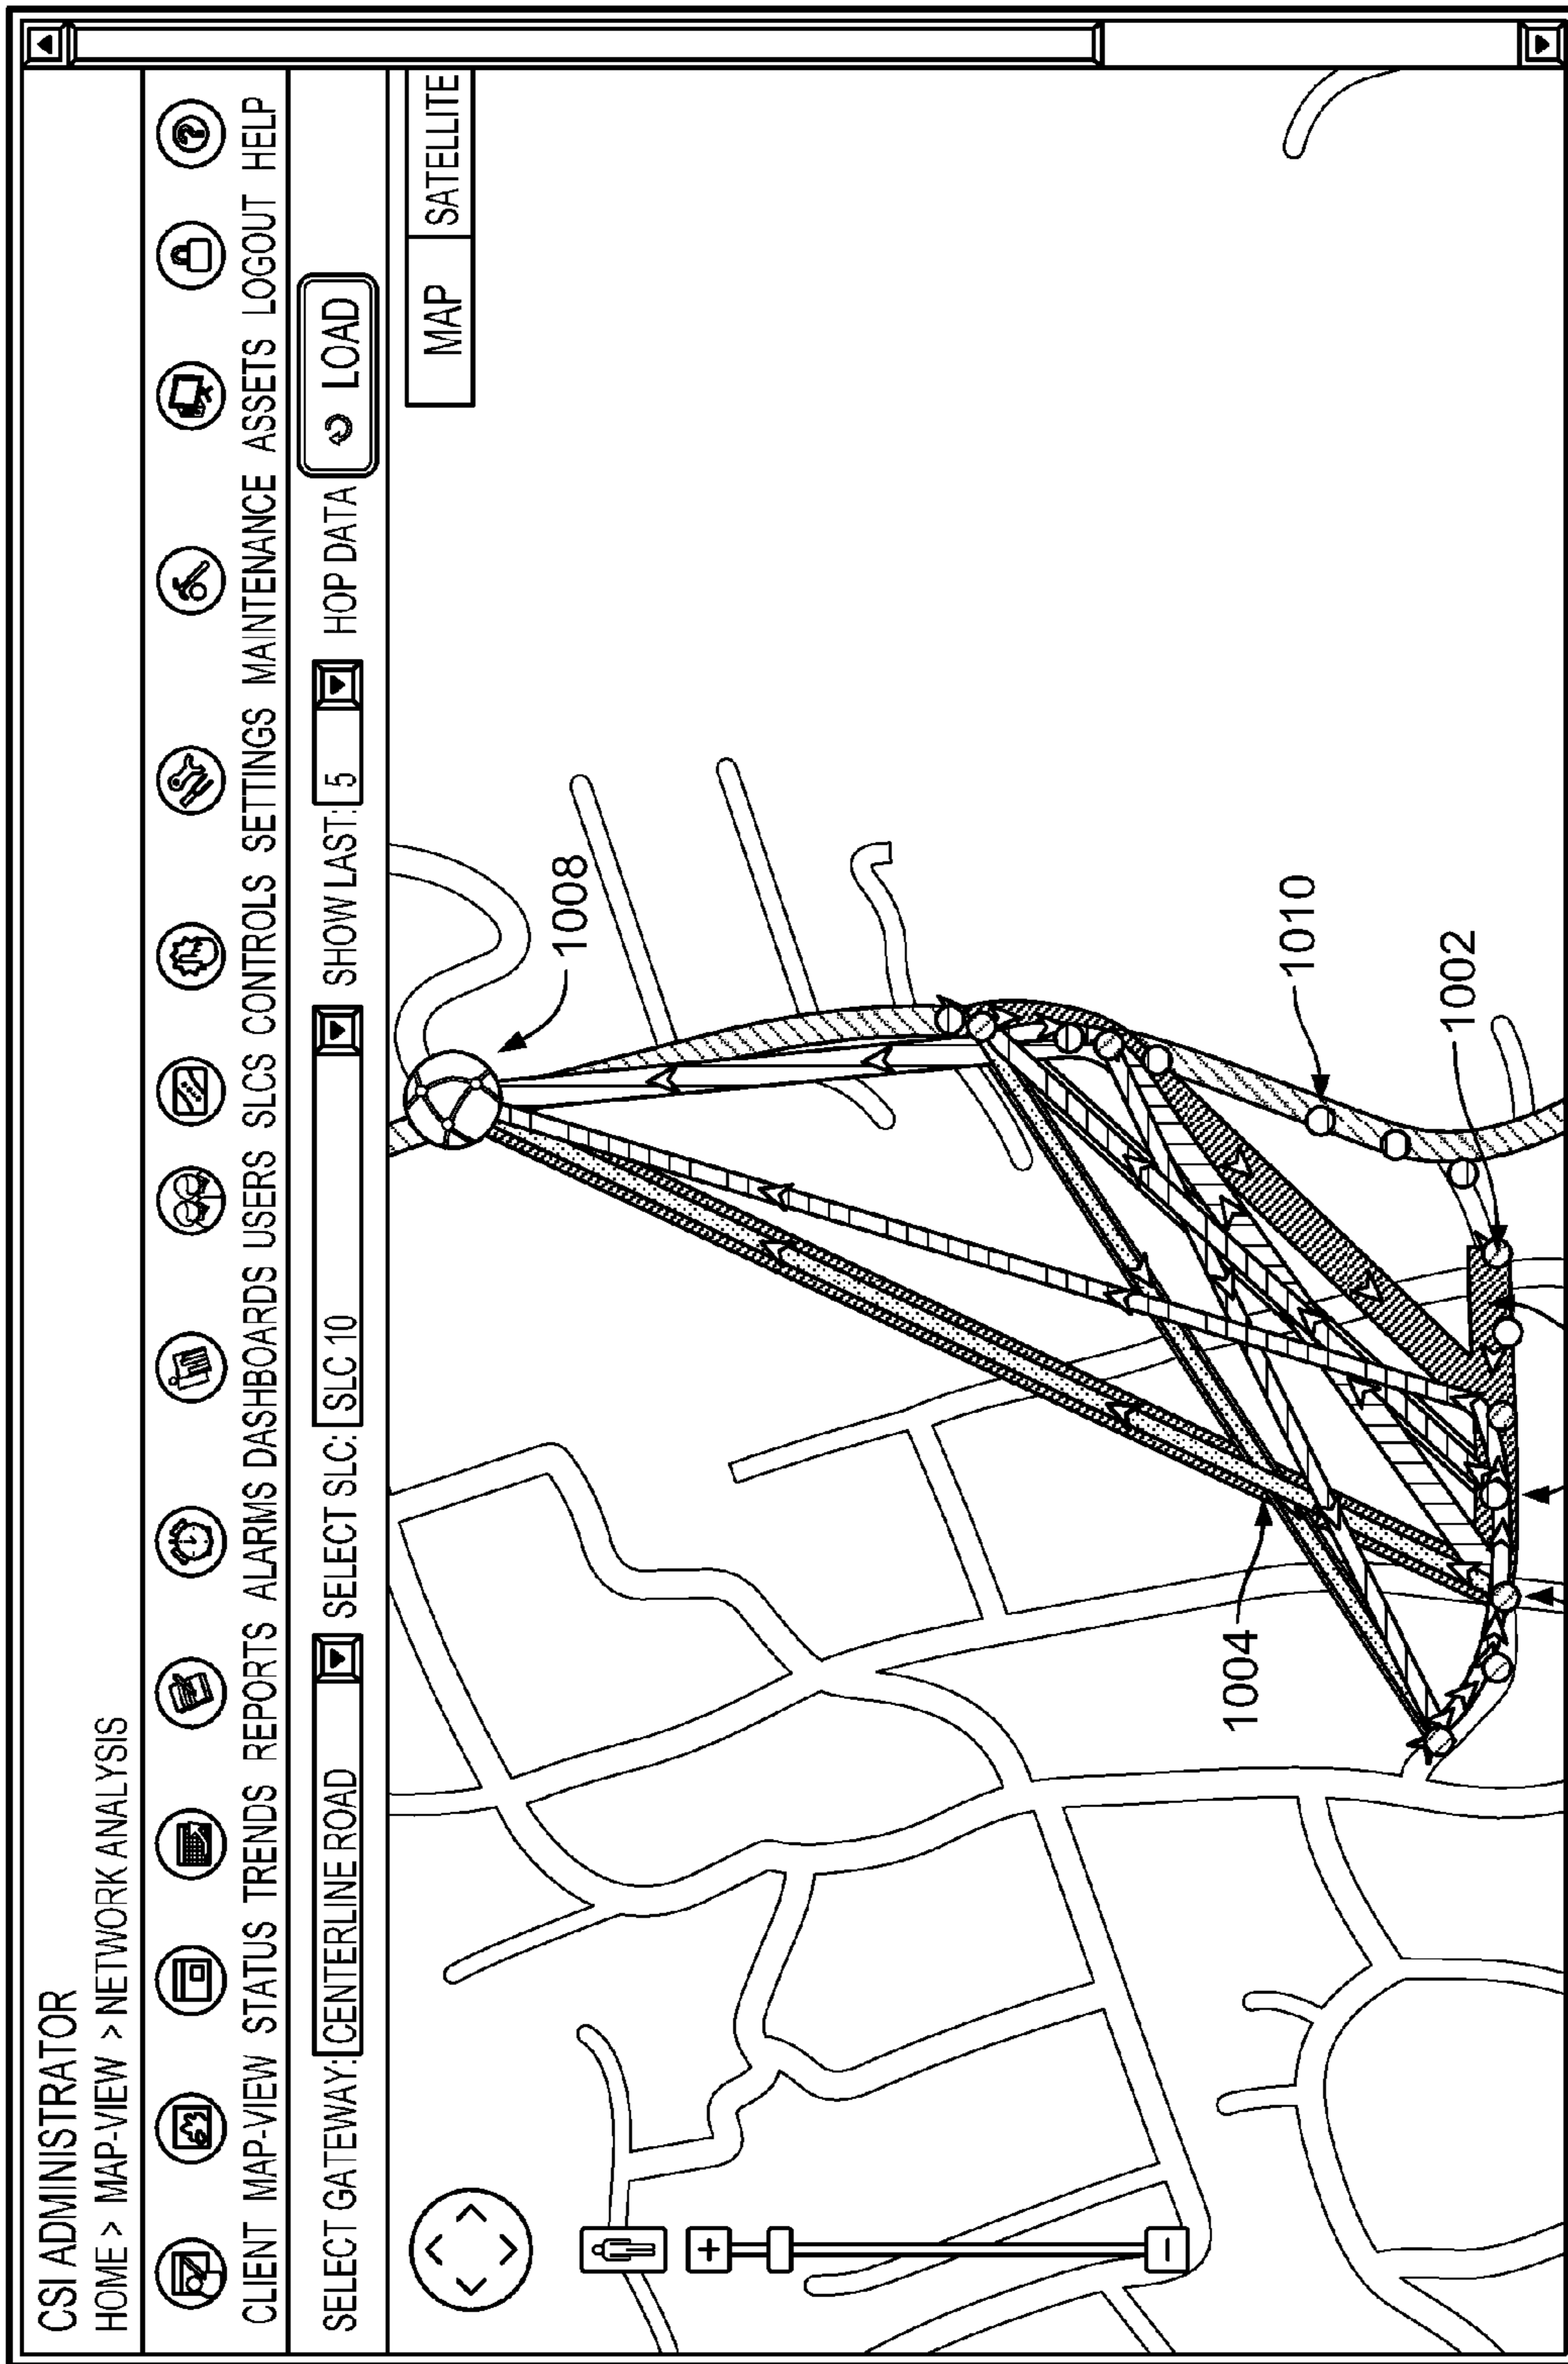 CSI ADMINISTRATOR
HOME > MAP-VIEW > NETWORK ANALYSIS
CLIENT MAP-VIEW STATUS TRENDS REPORTS ALARMS DASHBOARDS USERS SLCS CONTROLS SETTINGS MAINTENANCE ASSETS LOGOUT HELP
SELECT GATEWAY: CENTERLINE ROAD SELECT SLC: SLC 10 SHOW LAST: 5 HOP DATA LOAD
MAP SATELLITE
1008
1004
1010
1002